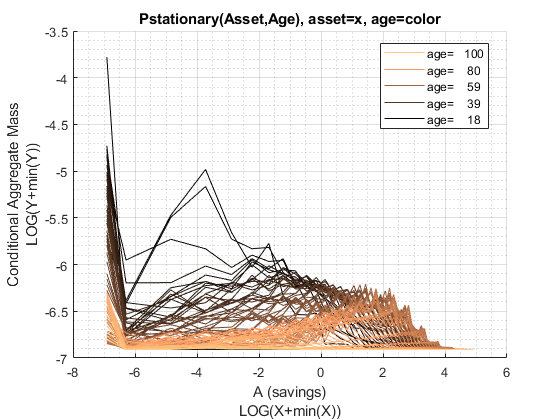 Pstationary(Asset,Age), asset=x, age=color
-3.5
-4
-4.5
-5
-5.5
-6
-6.5
-7
Conditional Aggregate Mass
LOG(Y+min(Y))
age= 100
age= 80
age= 59
age= 39
age= 18
-8
-6
-4
-2
0
2
4
6
A (savings)
LOG(X+min(X))